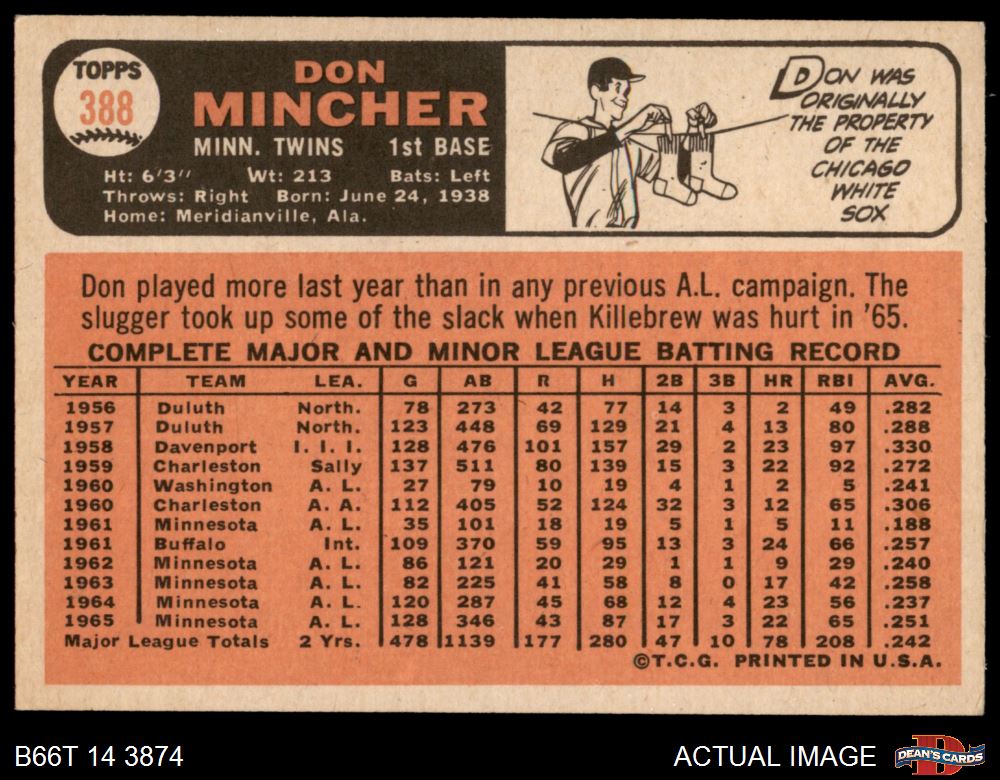 TOPPS
388
DON
MINCHER
MINN. TWINS 1st BASE
Ht: 6'3" Wt: 213 Bats: Left
Throws: Right Born: June 24, 1938
Home: Meridianville, Ala.
DON WAS
ORIGINALLY
THE PROPERTY
OF THE
CHICAGO
WHITE
SOX
Don played more last year than in any previous A.L. campaign. The
slugger took up some of the slack when Killebrew was hurt in '65.
COMPLETE MAJOR AND MINOR LEAGUE BATTING RECORD
YEAR TEAM LEA. G AB R H 2B 3B HR RBI AVG.
1956 Duluth North. 78 273 42 77 14 3 2 49 .282
1957 Duluth North. 123 448 69 129 21 4 13 80 .288
1958 Davenport I. I. I. 128 476 101 157 29 2 23 97 .330
1959 Charleston Sally 137 511 80 139 15 3 22 92 .272
1960 Washington A. L. 27 79 10 19 4 1 2 5 .241
1960 Charleston A. A. 112 405 52 124 32 3 12 65 .306
1961 Minnesota A. L. 35 101 18 19 5 1 5 11 .188
1961 Buffalo Int. 109 370 59 95 13 3 24 66 .257
1962 Minnesota A. L. 86 121 20 29 1 1 9 29 .240
1963 Minnesota A. L. 82 225 41 58 8 0 17 42 .258
1964 Minnesota A. L. 120 287 45 68 12 4 23 56 .237
1965 Minnesota A. L. 128 346 43 87 17 3 22 65 .251
Major League Totals 2 Yrs. 478 1139 177 280 47 10 78 208 .242
©T.C.G. PRINTED IN U.S.A.
B66T 14 3874 ACTUAL IMAGE DEAN'S CARDS